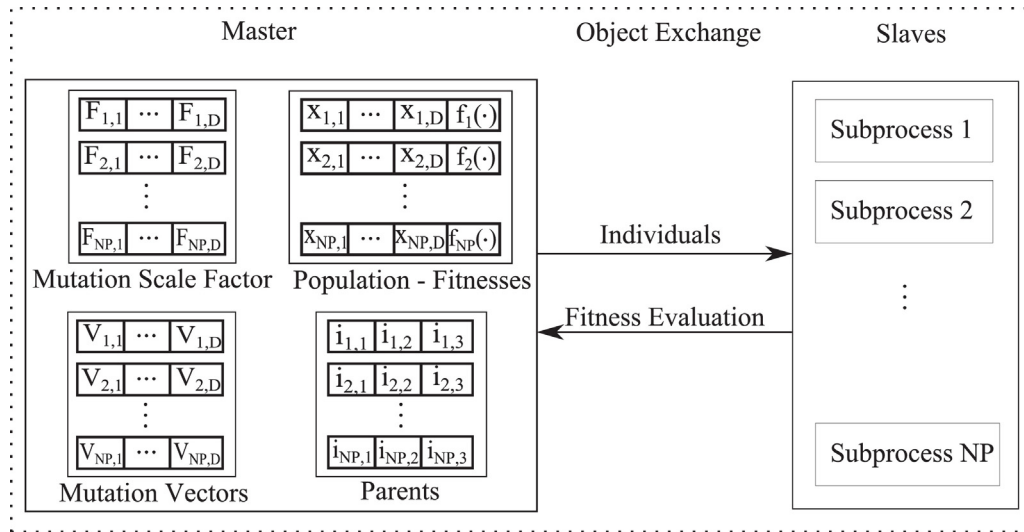 Master Object Exchange Slaves
F1,1 ... F1,D
F2,1 ... F2,D
⋮
FNP,1 ... FNP,D
Mutation Scale Factor
x1,1 ... x1,D f1(·)
x2,1 ... x2,D f2(·)
⋮
xNP,1 ... xNP,D fNP(·)
Population - Fitnesses
V1,1 ... V1,D
V2,1 ... V2,D
⋮
VNP,1 ... VNP,D
Mutation Vectors
i1,1 i1,2 i1,3
i2,1 i2,2 i2,3
⋮
iNP,1 iNP,2 iNP,3
Parents
Individuals
Fitness Evaluation
Subprocess 1
Subprocess 2
⋮
Subprocess NP